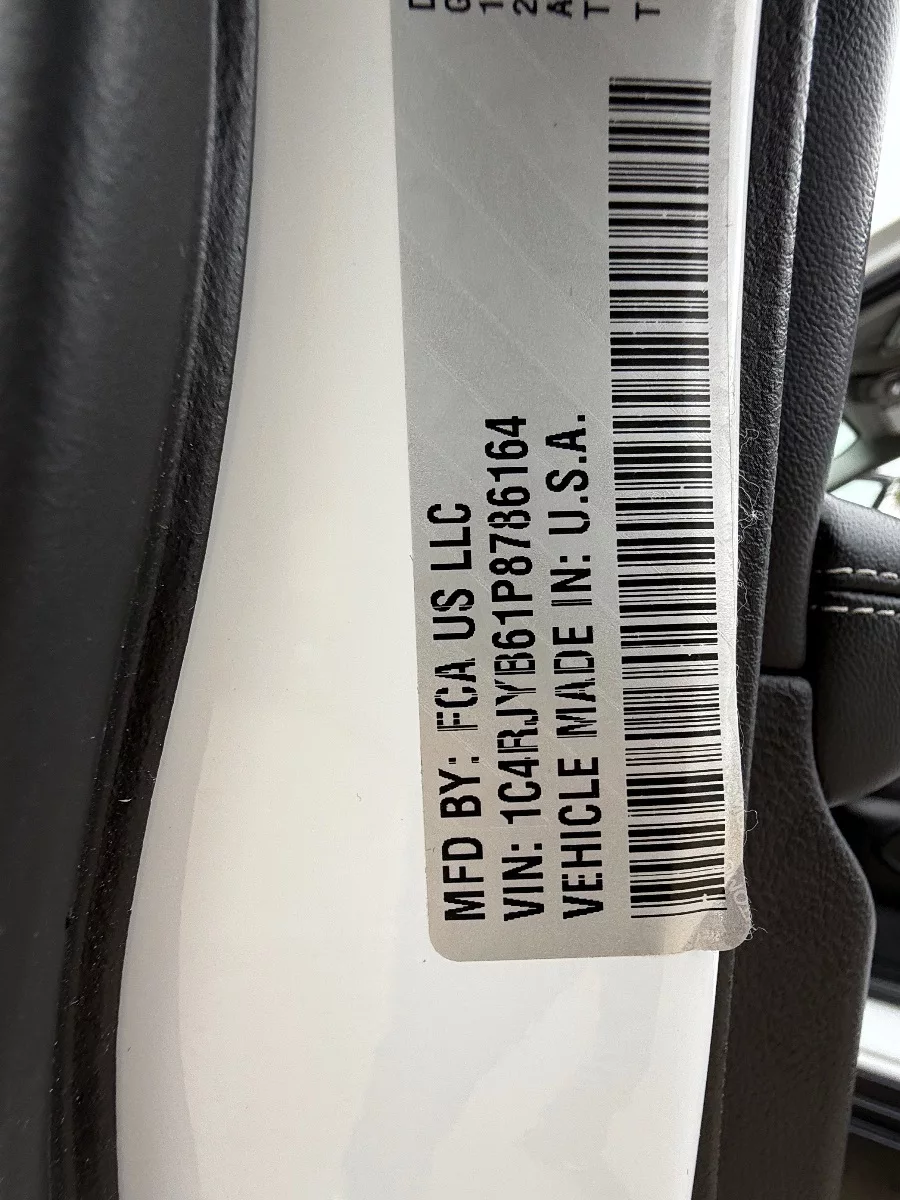 MFD BY: FCA US LLC
VIN: 1C4RJYB61P8786164
VEHICLE MADE IN: U.S.A.